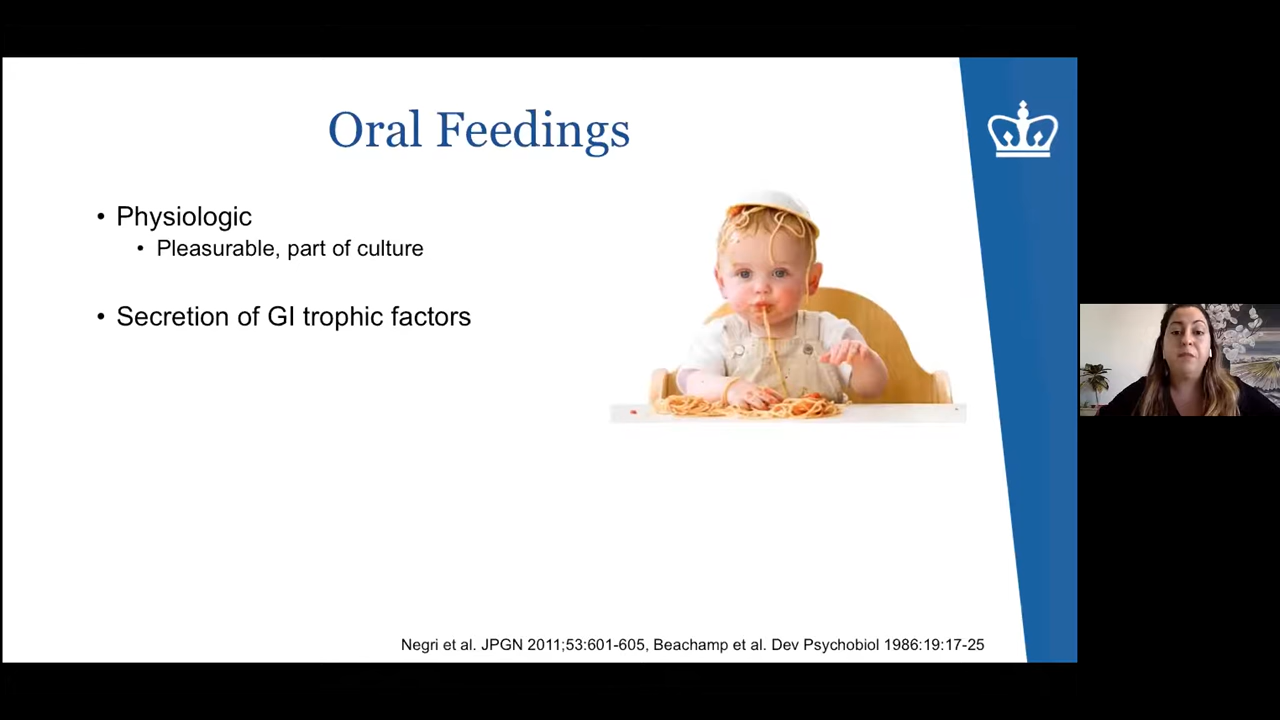 Oral Feedings
• Physiologic
• Pleasurable, part of culture
• Secretion of GI trophic factors
Negri et al. JPGN 2011;53:601-605, Beachamp et al. Dev Psychobiol 1986:19:17-25